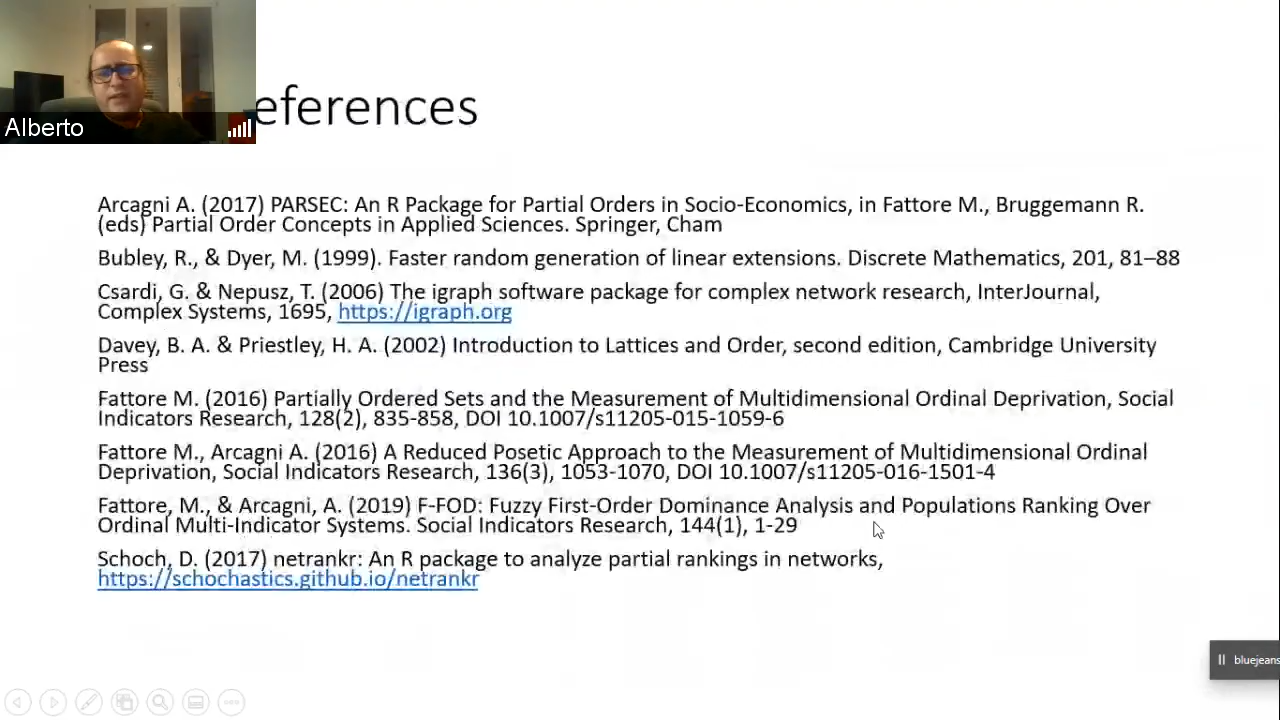 Alberto
eferences
Arcagni A. (2017) PARSEC: An R Package for Partial Orders in Socio-Economics, in Fattore M., Bruggemann R.
(eds) Partial Order Concepts in Applied Sciences. Springer, Cham
Bubley, R., & Dyer, M. (1999). Faster random generation of linear extensions. Discrete Mathematics, 201, 81–88
Csardi, G. & Nepusz, T. (2006) The igraph software package for complex network research, InterJournal,
Complex Systems, 1695, https://igraph.org
Davey, B. A. & Priestley, H. A. (2002) Introduction to Lattices and Order, second edition, Cambridge University
Press
Fattore M. (2016) Partially Ordered Sets and the Measurement of Multidimensional Ordinal Deprivation, Social
Indicators Research, 128(2), 835-858, DOI 10.1007/s11205-015-1059-6
Fattore M., Arcagni A. (2016) A Reduced Posetic Approach to the Measurement of Multidimensional Ordinal
Deprivation, Social Indicators Research, 136(3), 1053-1070, DOI 10.1007/s11205-016-1501-4
Fattore, M., & Arcagni, A. (2019) F-FOD: Fuzzy First-Order Dominance Analysis and Populations Ranking Over
Ordinal Multi-Indicator Systems. Social Indicators Research, 144(1), 1-29
Schoch, D. (2017) netrankr: An R package to analyze partial rankings in networks,
https://schochastics.github.io/netrankr
bluejeans